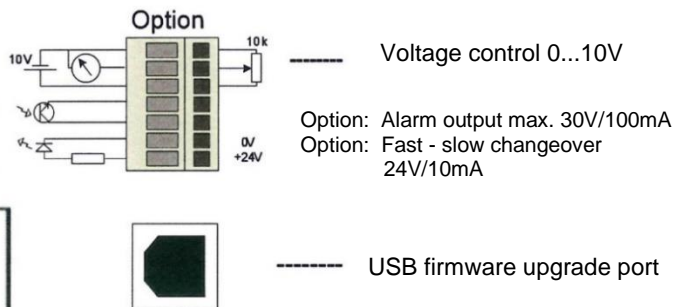 Option
10k
10V
Voltage control 0...10V
Option: Alarm output max. 30V/100mA
Option: Fast - slow changeover
24V/10mA
0V
+24V
USB firmware upgrade port